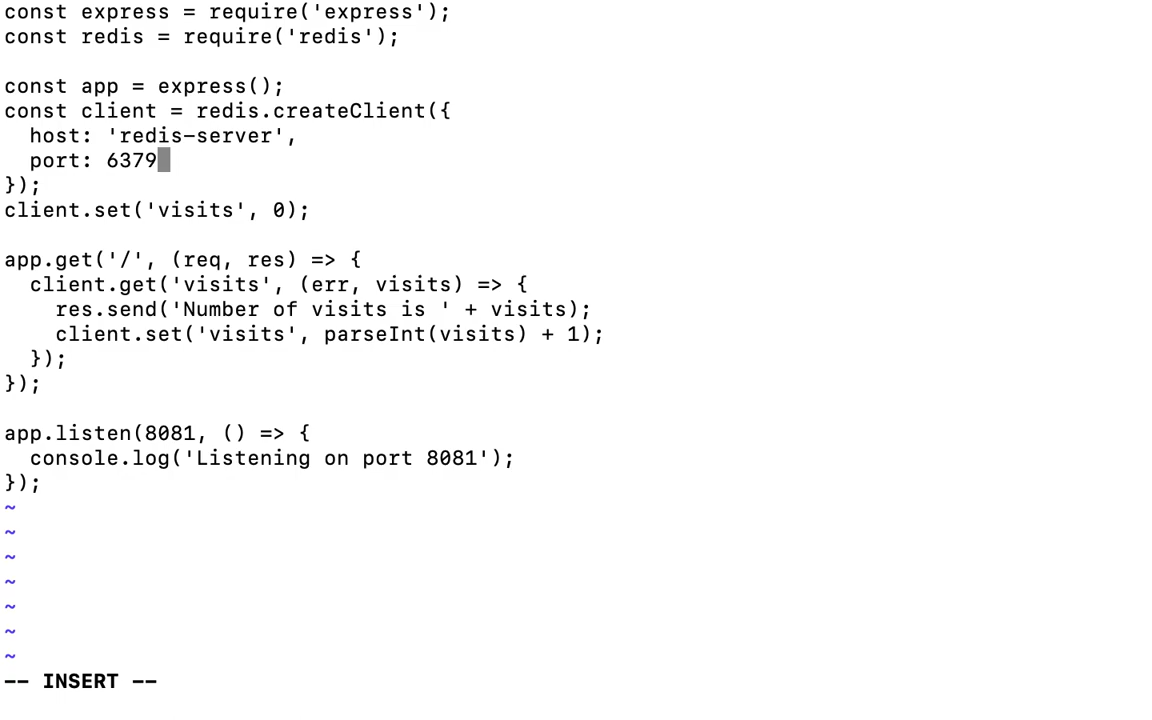 const express = require('express');
const redis = require('redis');

const app = express();
const client = redis.createClient({
  host: 'redis-server',
  port: 6379
});
client.set('visits', 0);

app.get('/', (req, res) => {
  client.get('visits', (err, visits) => {
    res.send('Number of visits is ' + visits);
    client.set('visits', parseInt(visits) + 1);
  });
});

app.listen(8081, () => {
  console.log('Listening on port 8081');
});
~
~
~
~
~
~
~
-- INSERT --